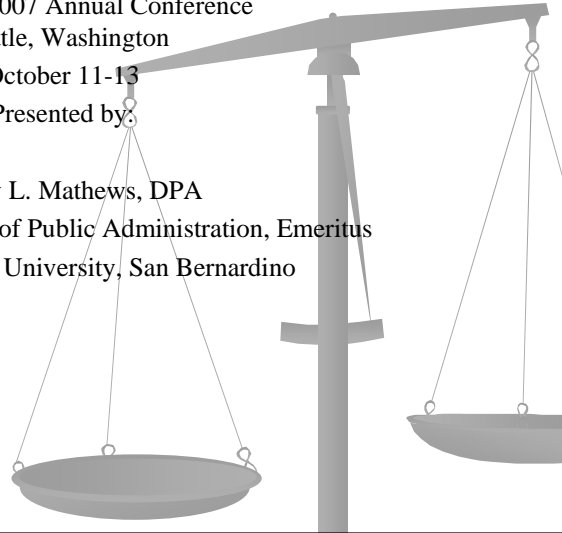 007 Annual Conference
tle, Washington
October 11-13
Presented by:
L. Mathews, DPA
of Public Administration, Emeritus
University, San Bernardino